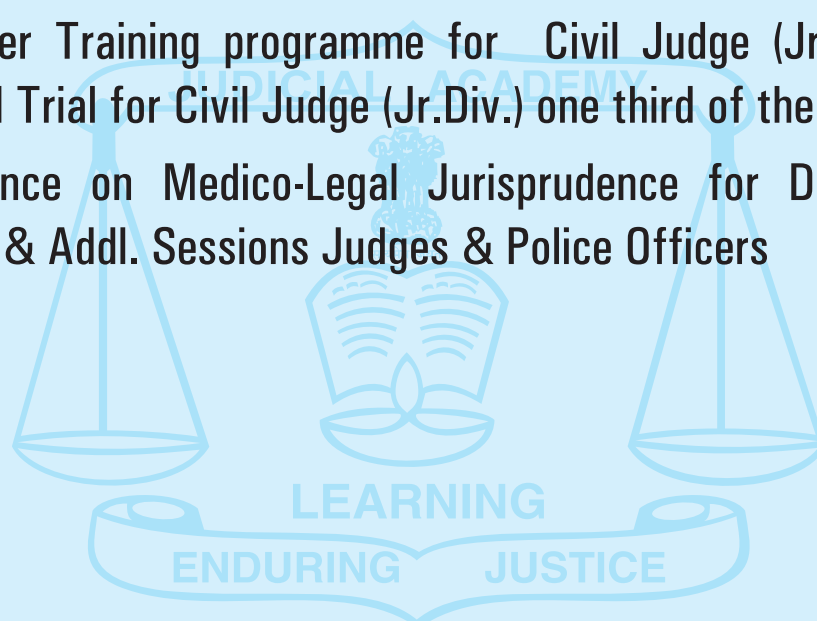 er Training programme for Civil Judge (Jr
JUDICIAL ACADEMY
l Trial for Civil Judge (Jr.Div.) one third of the
nce on Medico-Legal Jurisprudence for D
& Addl. Sessions Judges & Police Officers
LEARNING
ENDURING JUSTICE